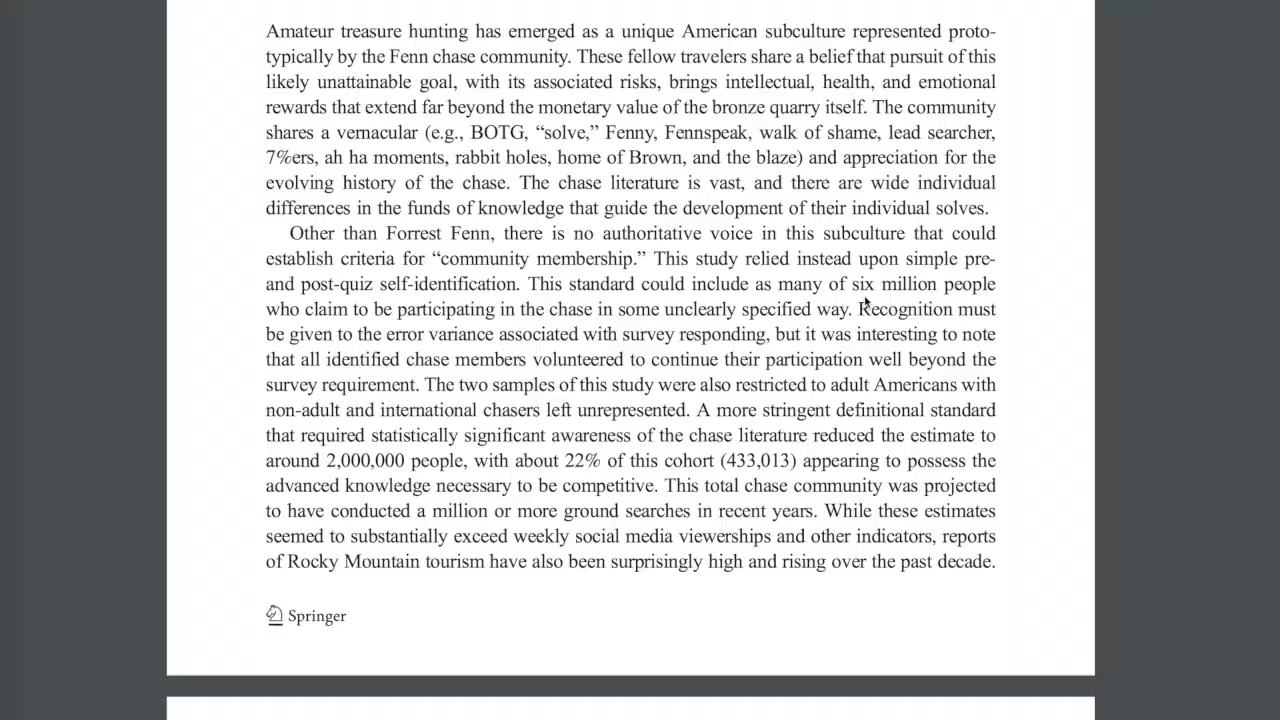 Amateur treasure hunting has emerged as a unique American subculture represented proto-
typically by the Fenn chase community. These fellow travelers share a belief that pursuit of this
likely unattainable goal, with its associated risks, brings intellectual, health, and emotional
rewards that extend far beyond the monetary value of the bronze quarry itself. The community
shares a vernacular (e.g., BOTG, “solve,” Fenny, Fennspeak, walk of shame, lead searcher,
7%ers, ah ha moments, rabbit holes, home of Brown, and the blaze) and appreciation for the
evolving history of the chase. The chase literature is vast, and there are wide individual
differences in the funds of knowledge that guide the development of their individual solves.
Other than Forrest Fenn, there is no authoritative voice in this subculture that could
establish criteria for “community membership.” This study relied instead upon simple pre-
and post-quiz self-identification. This standard could include as many of six million people
who claim to be participating in the chase in some unclearly specified way. Recognition must
be given to the error variance associated with survey responding, but it was interesting to note
that all identified chase members volunteered to continue their participation well beyond the
survey requirement. The two samples of this study were also restricted to adult Americans with
non-adult and international chasers left unrepresented. A more stringent definitional standard
that required statistically significant awareness of the chase literature reduced the estimate to
around 2,000,000 people, with about 22% of this cohort (433,013) appearing to possess the
advanced knowledge necessary to be competitive. This total chase community was projected
to have conducted a million or more ground searches in recent years. While these estimates
seemed to substantially exceed weekly social media viewerships and other indicators, reports
of Rocky Mountain tourism have also been surprisingly high and rising over the past decade.
Springer